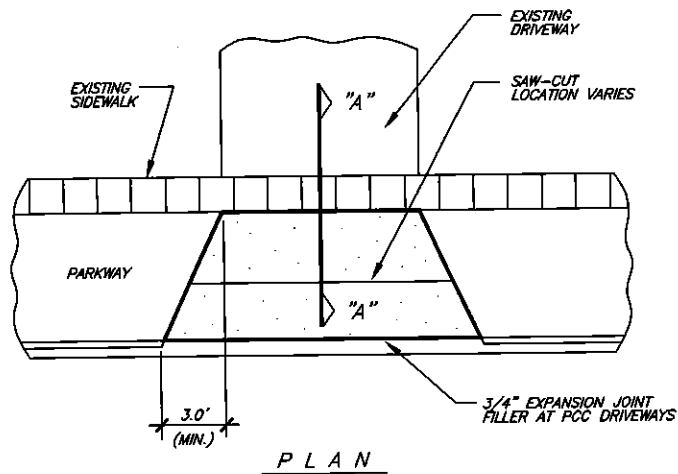 EXISTING
DRIVEWAY
SAW-CUT
LOCATION VARIES
EXISTING
SIDEWALK
"A"
PARKWAY
"A"
3.0'
(MIN.)
3/4" EXPANSION JOINT
FILLER AT PCC DRIVEWAYS
PLAN